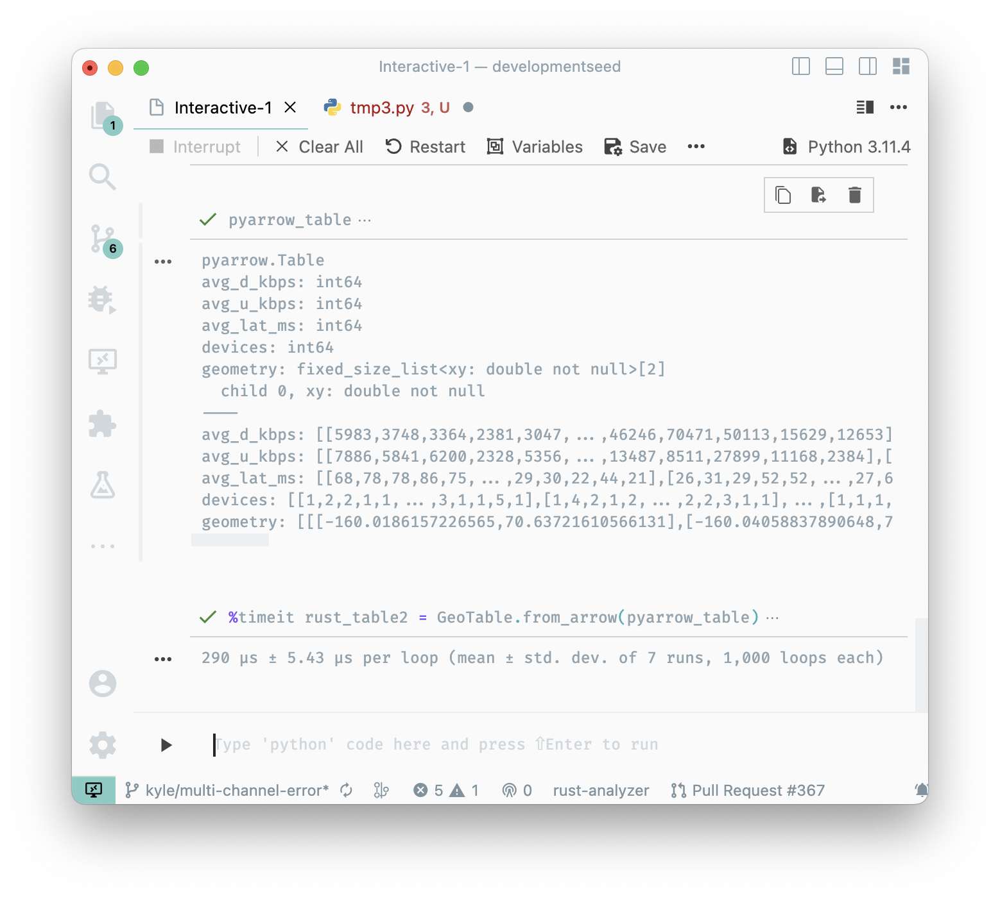 Interactive-1 — developmentseed
Interactive-1
tmp3.py 3, U
1
Interrupt
Clear All
Restart
Variables
Save
Python 3.11.4
pyarrow_table ···
6
pyarrow.Table
avg_d_kbps: int64
avg_u_kbps: int64
avg_lat_ms: int64
devices: int64
geometry: fixed_size_list<xy: double not null>[2]
  child 0, xy: double not null
----
avg_d_kbps: [[5983,3748,3364,2381,3047,...,46246,70471,50113,15629,12653]
avg_u_kbps: [[7886,5841,6200,2328,5356,...,13487,8511,27899,11168,2384],[
avg_lat_ms: [[68,78,78,86,75,...,29,30,22,44,21],[26,31,29,52,52,...,27,6
devices: [[1,2,2,1,1,...,3,1,1,5,1],[1,4,2,1,2,...,2,2,3,1,1],...,[1,1,1,
geometry: [[[-160.0186157226565,70.63721610566131],[-160.04058837890648,7
%timeit rust_table2 = GeoTable.from_arrow(pyarrow_table) ···
290 µs ± 5.43 µs per loop (mean ± std. dev. of 7 runs, 1,000 loops each)
Type 'python' code here and press ⇧Enter to run
kyle/multi-channel-error* 5 1 0 rust-analyzer Pull Request #367